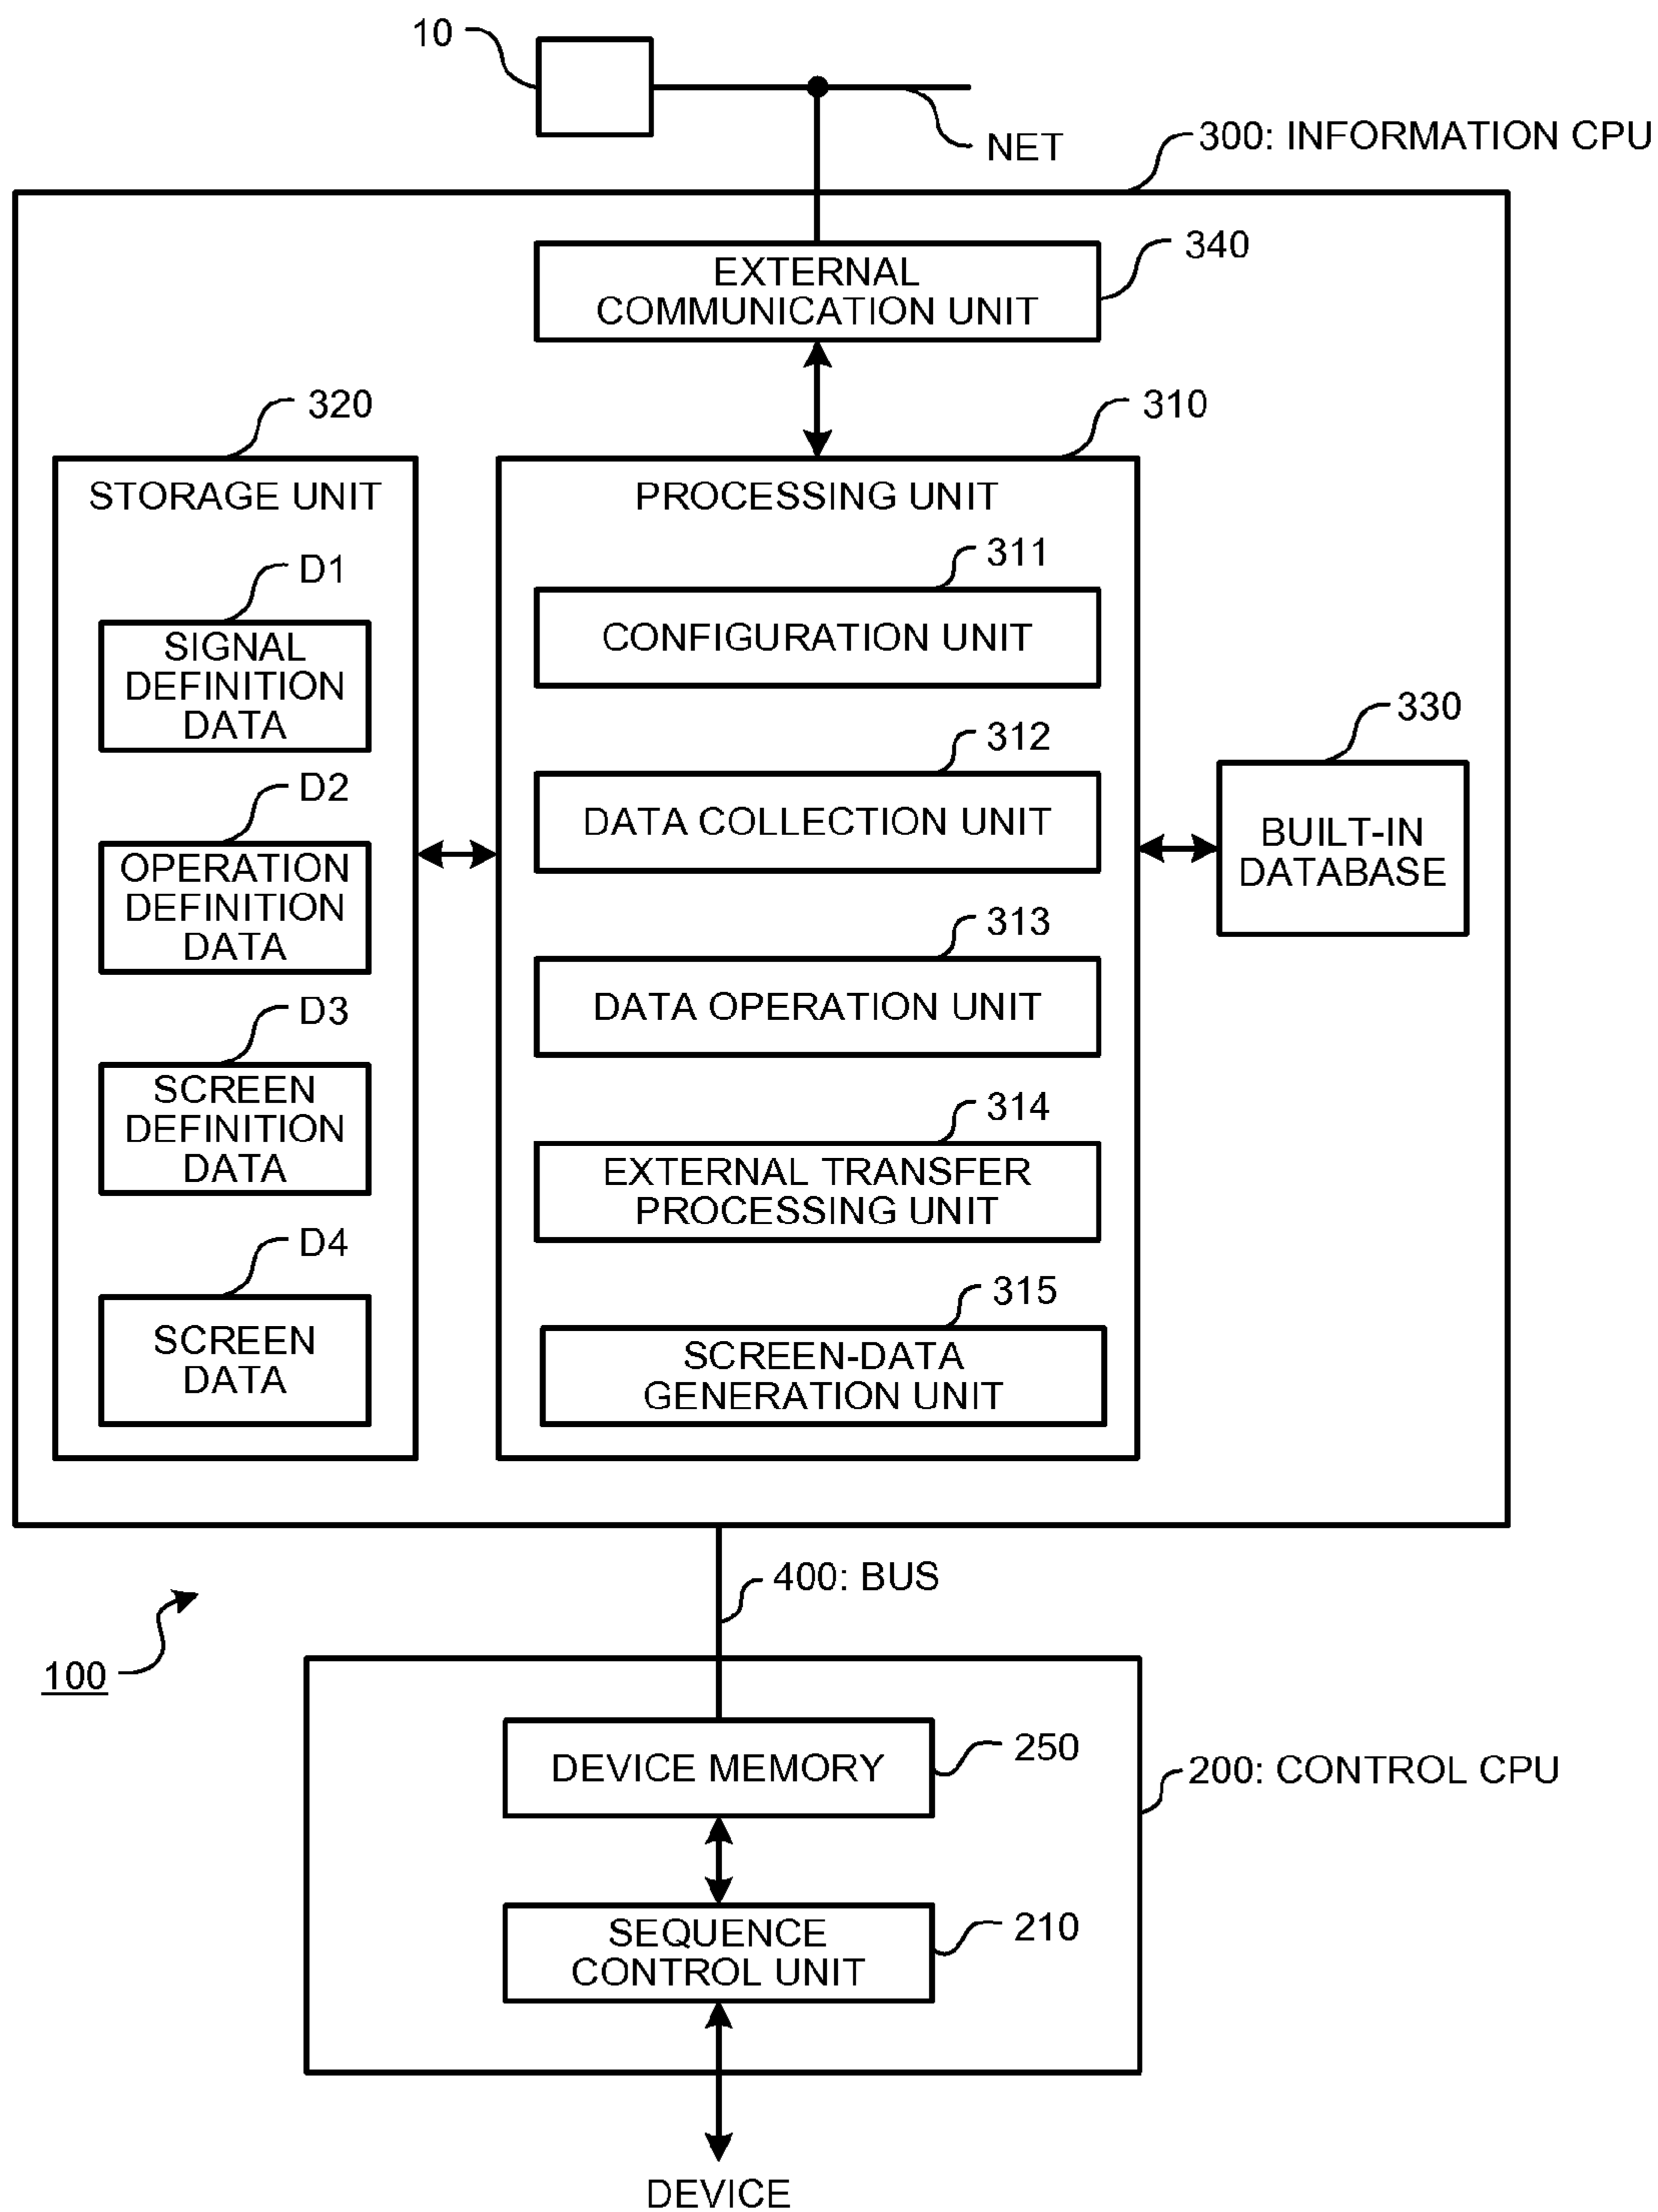 10
NET
300: INFORMATION CPU
340
EXTERNAL
COMMUNICATION UNIT
320
310
STORAGE UNIT
PROCESSING UNIT
D1
SIGNAL
DEFINITION
DATA
D2
OPERATION
DEFINITION
DATA
D3
SCREEN
DEFINITION
DATA
D4
SCREEN
DATA
311
CONFIGURATION UNIT
312
DATA COLLECTION UNIT
313
DATA OPERATION UNIT
314
EXTERNAL TRANSFER
PROCESSING UNIT
315
SCREEN-DATA
GENERATION UNIT
330
BUILT-IN
DATABASE
400: BUS
100
DEVICE MEMORY
250
200: CONTROL CPU
SEQUENCE
CONTROL UNIT
210
DEVICE